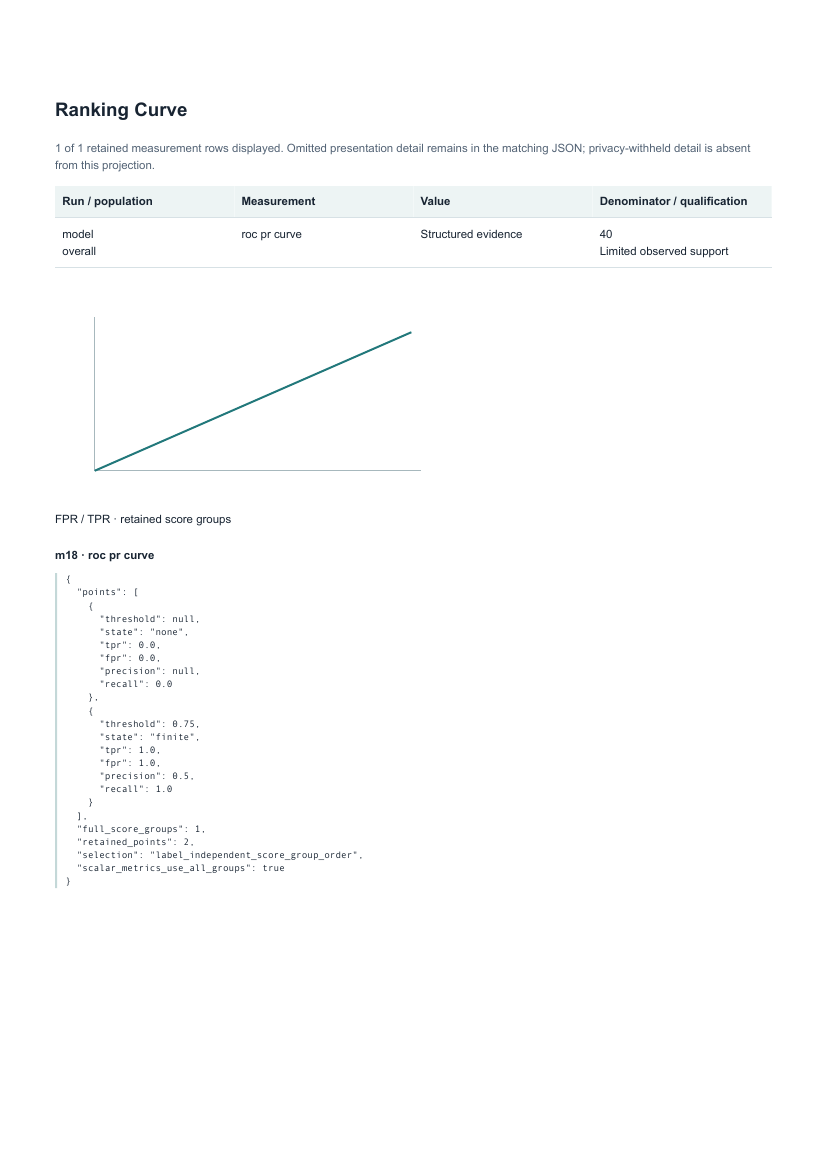 Ranking Curve
1 of 1 retained measurement rows displayed. Omitted presentation detail remains in the matching JSON; privacy-withheld detail is absent
from this projection.
Run / population Measurement Value Denominator / qualification
model roc pr curve Structured evidence 40
overall Limited observed support
FPR / TPR · retained score groups
m18 · roc pr curve
{
  "points": [
    {
      "threshold": null,
      "state": "none",
      "tpr": 0.0,
      "fpr": 0.0,
      "precision": null,
      "recall": 0.0
    },
    {
      "threshold": 0.75,
      "state": "finite",
      "tpr": 1.0,
      "fpr": 1.0,
      "precision": 0.5,
      "recall": 1.0
    }
  ],
  "full_score_groups": 1,
  "retained_points": 2,
  "selection": "label_independent_score_group_order",
  "scalar_metrics_use_all_groups": true
}